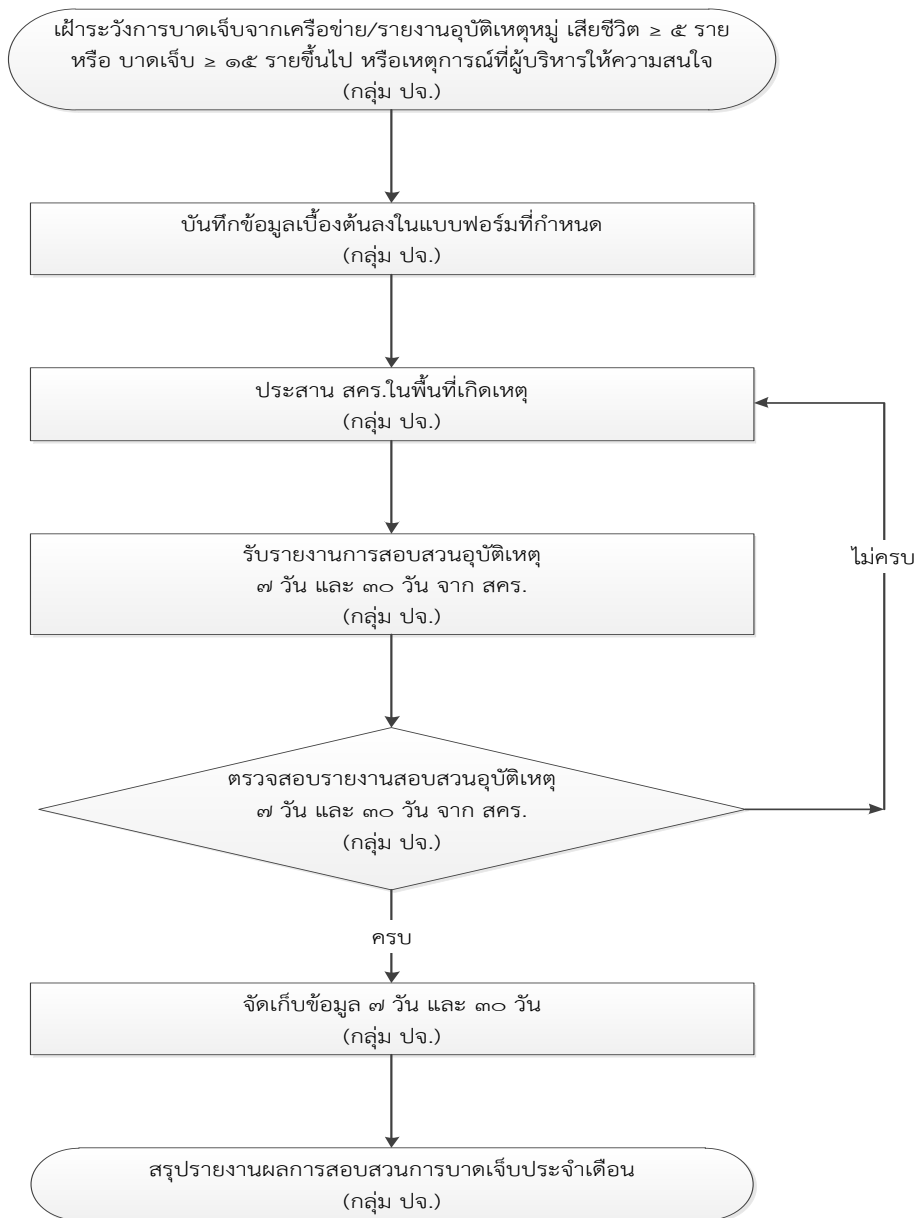 เฝ้าระวังการบาดเจ็บจากเครือข่าย/รายงานอุบัติเหตุหมู่ เสียชีวิต ≥ ๕ ราย
หรือ บาดเจ็บ ≥ ๑๕ รายขึ้นไป หรือเหตุการณ์ที่ผู้บริหารให้ความสนใจ
(กลุ่ม ปจ.)
บันทึกข้อมูลเบื้องต้นลงในแบบฟอร์มที่กำหนด
(กลุ่ม ปจ.)
ประสาน สคร.ในพื้นที่เกิดเหตุ
(กลุ่ม ปจ.)
รับรายงานการสอบสวนอุบัติเหตุ
๗ วัน และ ๓๐ วัน จาก สคร.
(กลุ่ม ปจ.)
ไม่ครบ
ตรวจสอบรายงานสอบสวนอุบัติเหตุ
๗ วัน และ ๓๐ วัน จาก สคร.
(กลุ่ม ปจ.)
ครบ
จัดเก็บข้อมูล ๗ วัน และ ๓๐ วัน
(กลุ่ม ปจ.)
สรุปรายงานผลการสอบสวนการบาดเจ็บประจำเดือน
(กลุ่ม ปจ.)